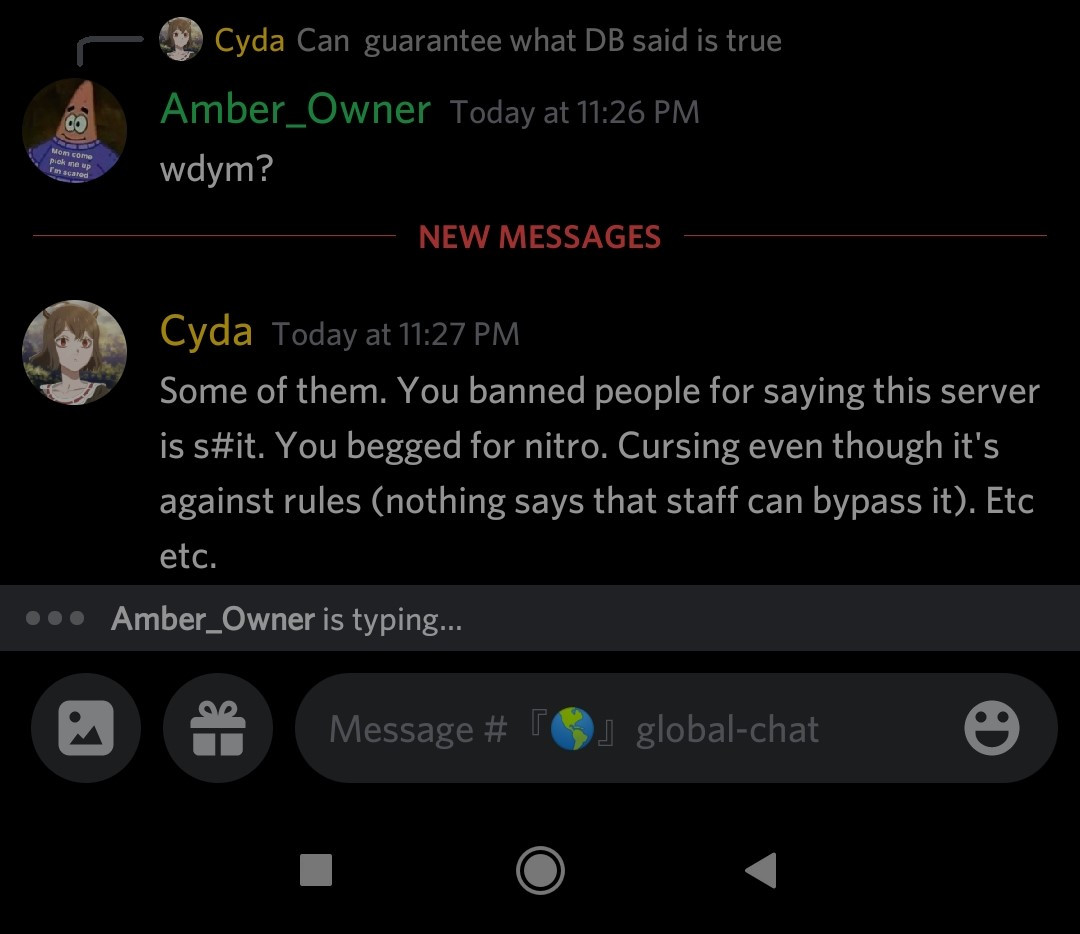 Cyda Can guarantee what DB said is true
Amber_Owner Today at 11:26 PM
Mom come
pick me up
I'm scared
wdym?
NEW MESSAGES
Cyda Today at 11:27 PM
Some of them. You banned people for saying this server
is s#it. You begged for nitro. Cursing even though it's
against rules (nothing says that staff can bypass it). Etc
etc.
Amber_Owner is typing...
Message # 『🌎』 global-chat